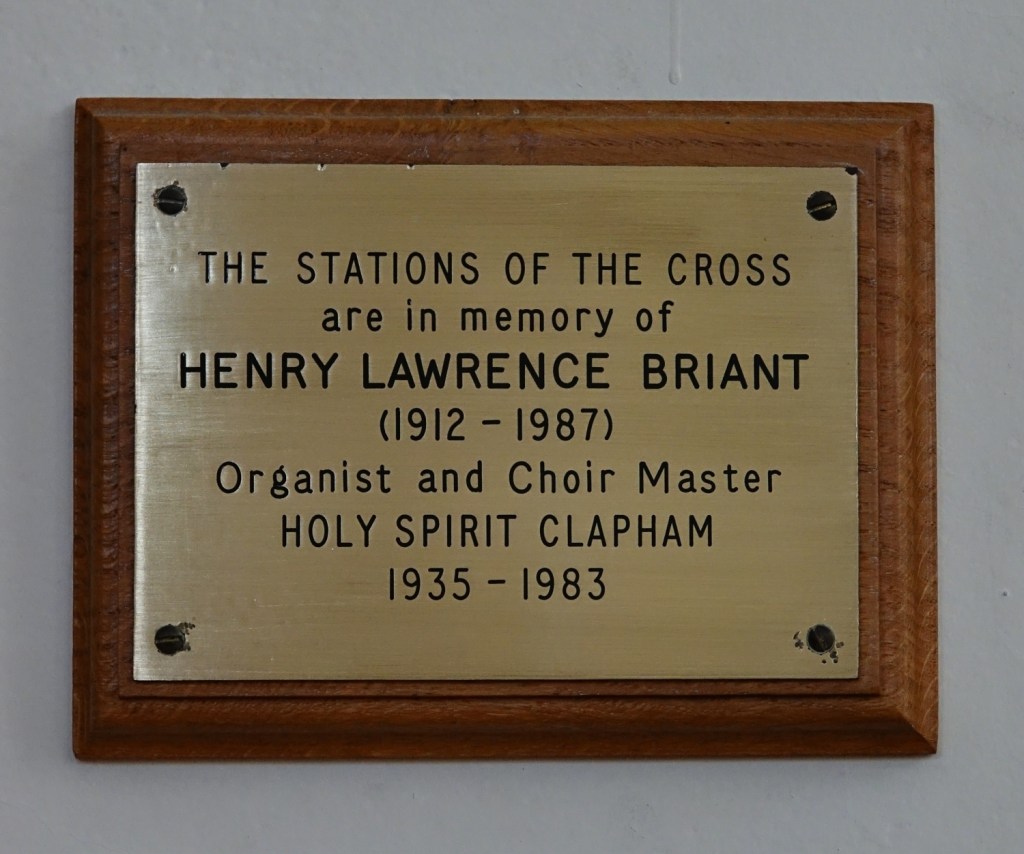 THE STATIONS OF THE CROSS
are in memory of
HENRY LAWRENCE BRIANT
(1912 - 1987)
Organist and Choir Master
HOLY SPIRIT CLAPHAM
1935 - 1983